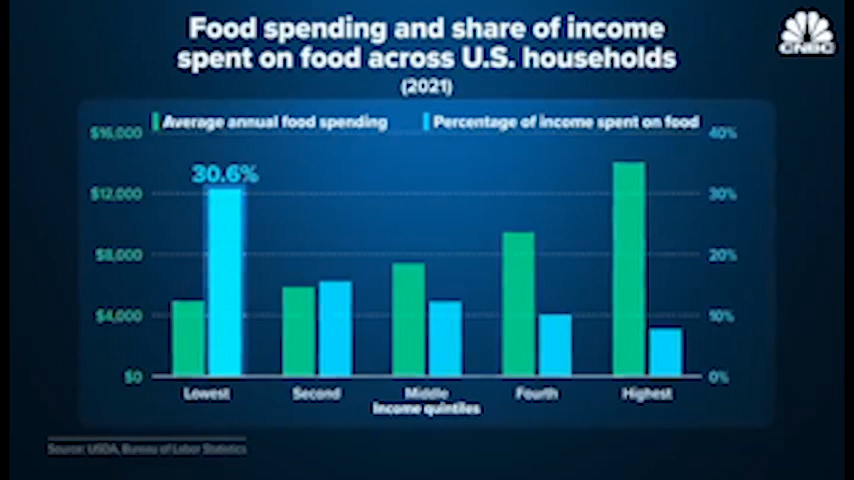 Food spending and share of income
spent on food across U.S. households
(2021)
CNBC
Average annual food spending
Percentage of income spent on food
$16,000
40%
30.6%
$12,000
30%
$8,000
20%
$4,000
10%
$0
0%
Lowest
Second
Middle
Fourth
Highest
Income quintiles
Source: USDA, Bureau of Labor Statistics